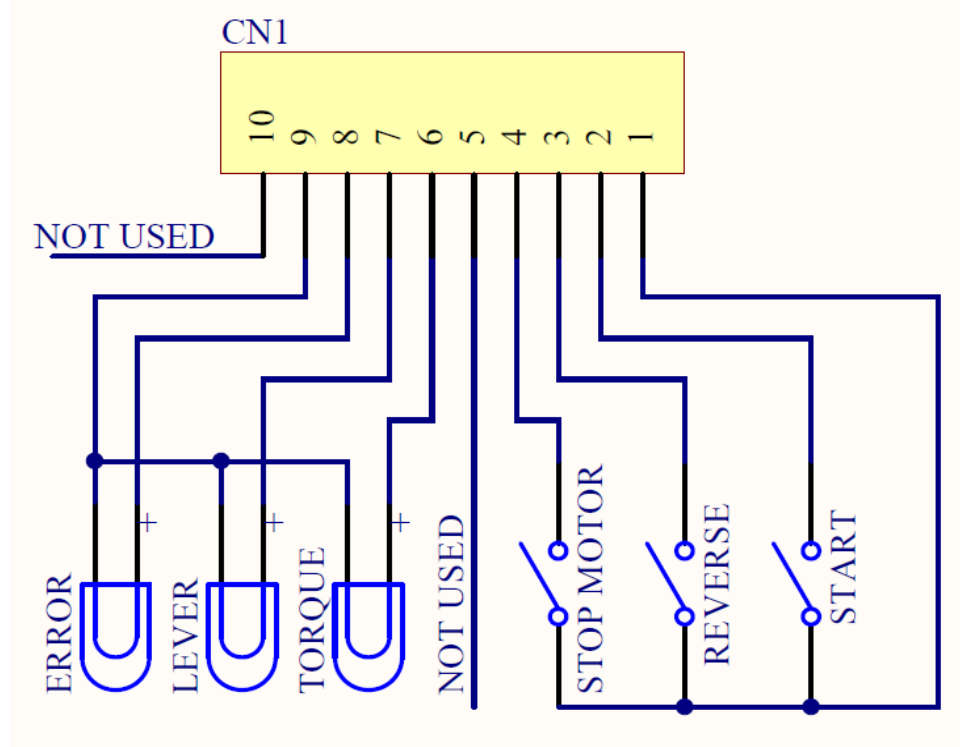 CN1
10 9 8 7 6 5 4 3 2 1
NOT USED
+ + +
ERROR
LEVER
TORQUE
NOT USED
STOP MOTOR
REVERSE
START